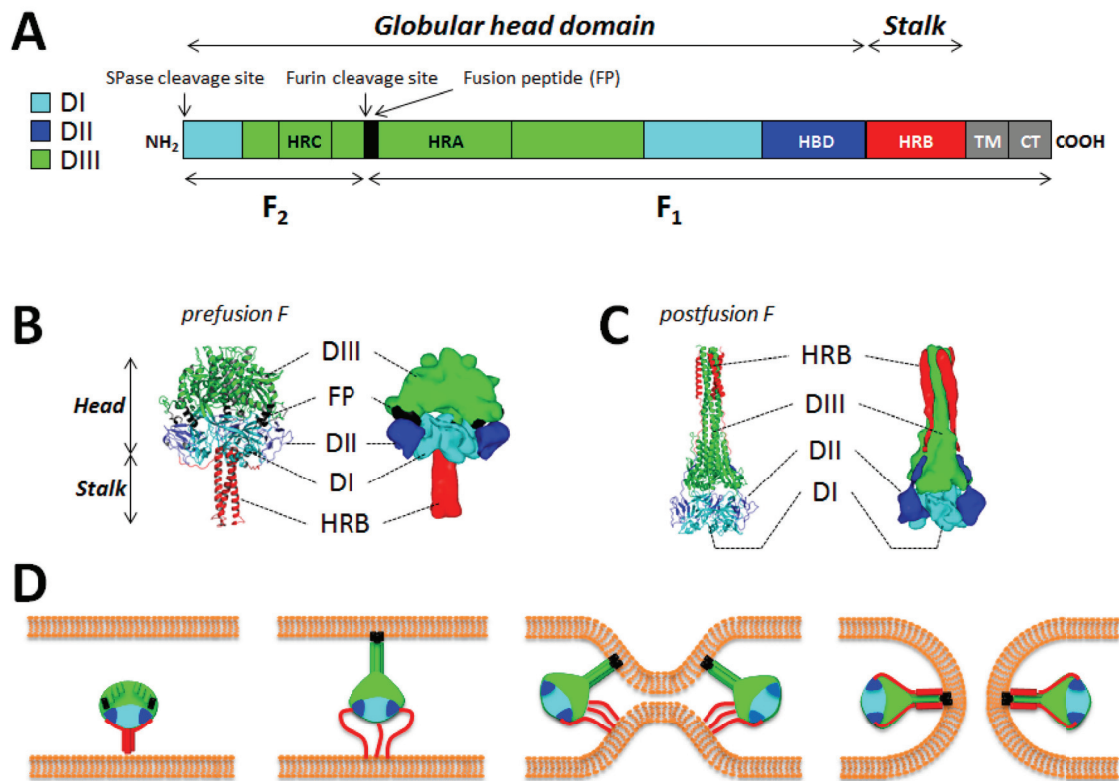 A
Globular head domain
Stalk
SPase cleavage site
Furin cleavage site
Fusion peptide (FP)
DI
DII
DIII
NH2
HRC
HRA
HBD
HRB
TM
CT
COOH
F2
F1
B
prefusion F
Head
Stalk
DIII
FP
DII
DI
HRB
C
postfusion F
HRB
DIII
DII
DI
D